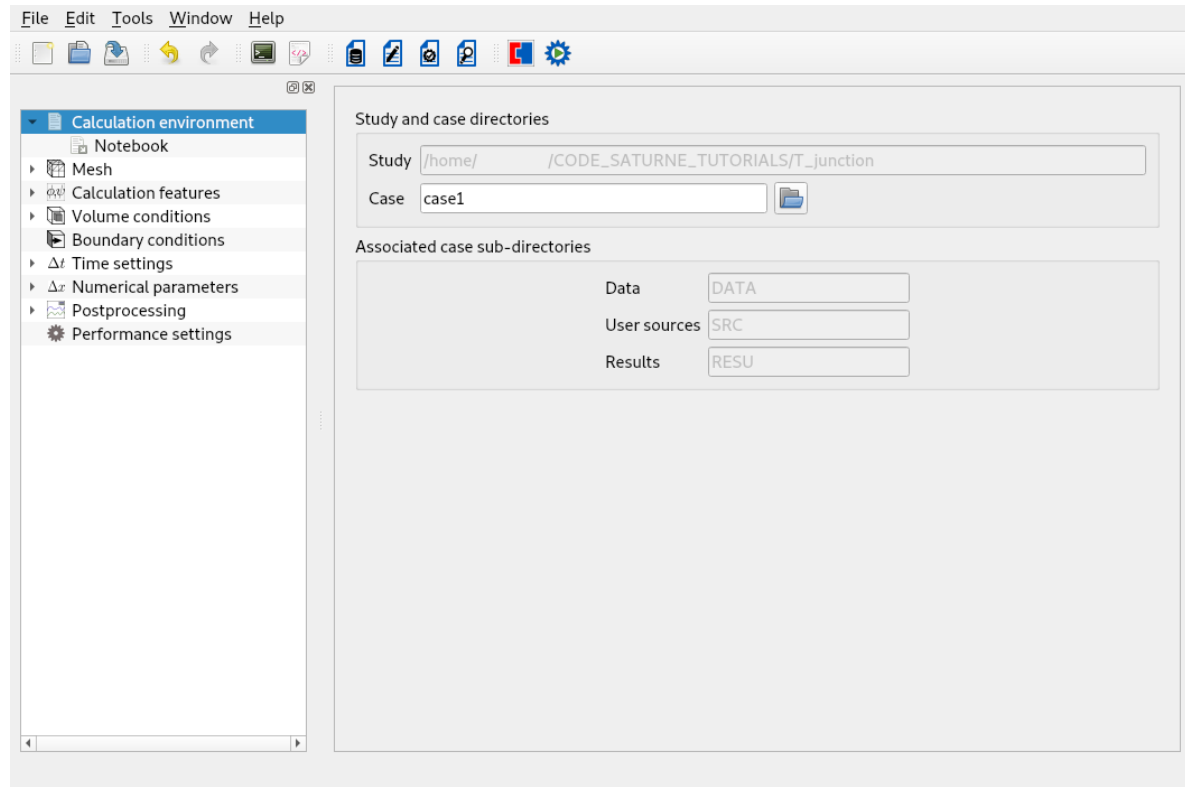 File Edit Tools Window Help
Calculation environment
Notebook
Mesh
Calculation features
Volume conditions
Boundary conditions
Δt Time settings
Δx Numerical parameters
Postprocessing
Performance settings
Study and case directories
Study /home/ /CODE_SATURNE_TUTORIALS/T_junction
Case case1
Associated case sub-directories
Data DATA
User sources SRC
Results RESU